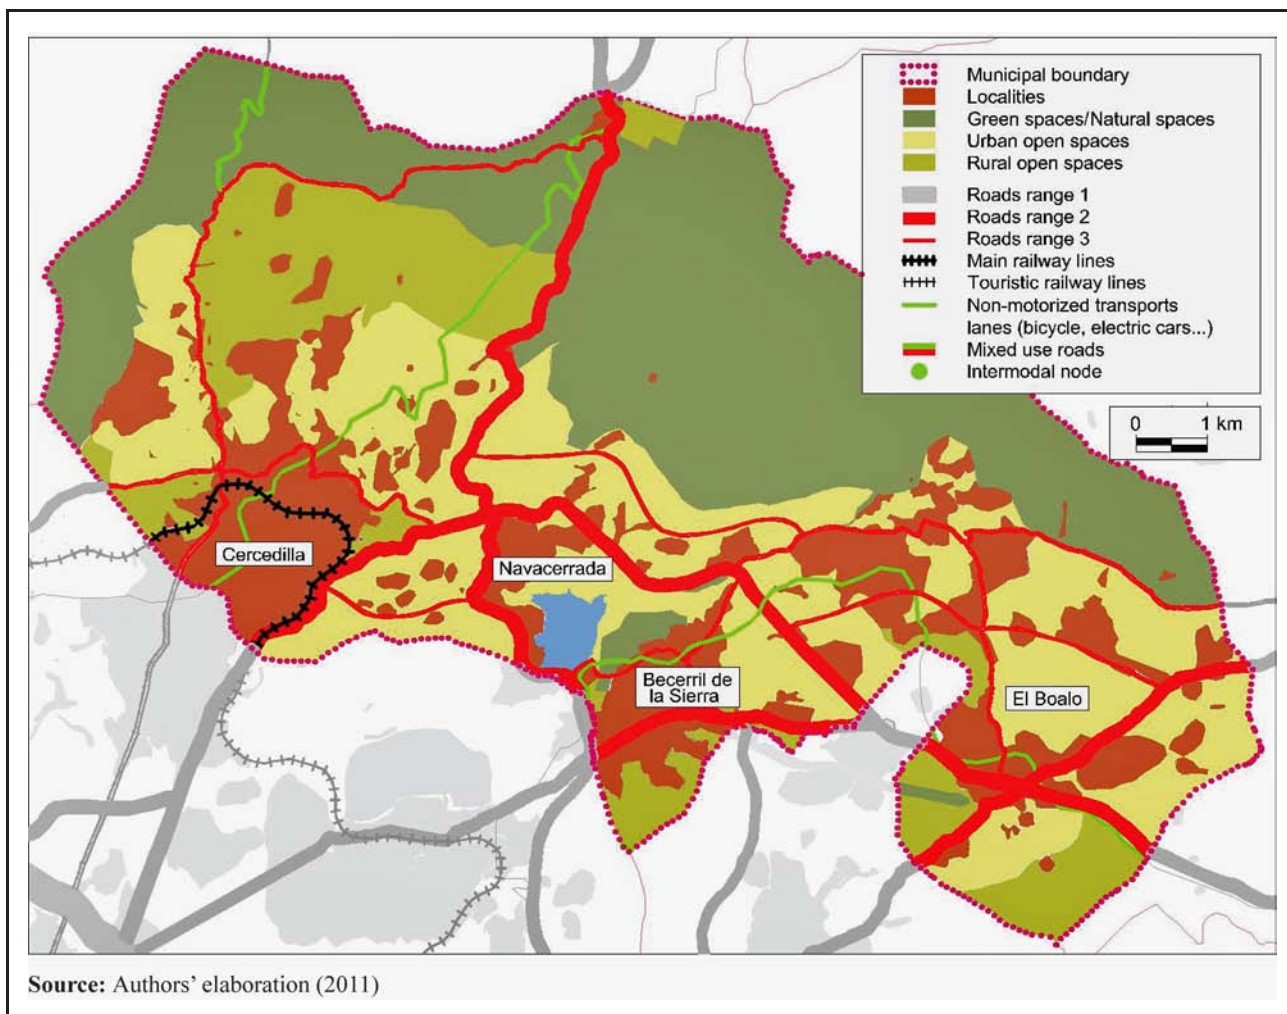 Municipal boundary
Localities
Green spaces/Natural spaces
Urban open spaces
Rural open spaces
Roads range 1
Roads range 2
Roads range 3
Main railway lines
Touristic railway lines
Non-motorized transports
lanes (bicycle, electric cars...)
Mixed use roads
Intermodal node
0 1 km
Cercedilla
Navacerrada
Becerril de
la Sierra
El Boalo
Source: Authors' elaboration (2011)